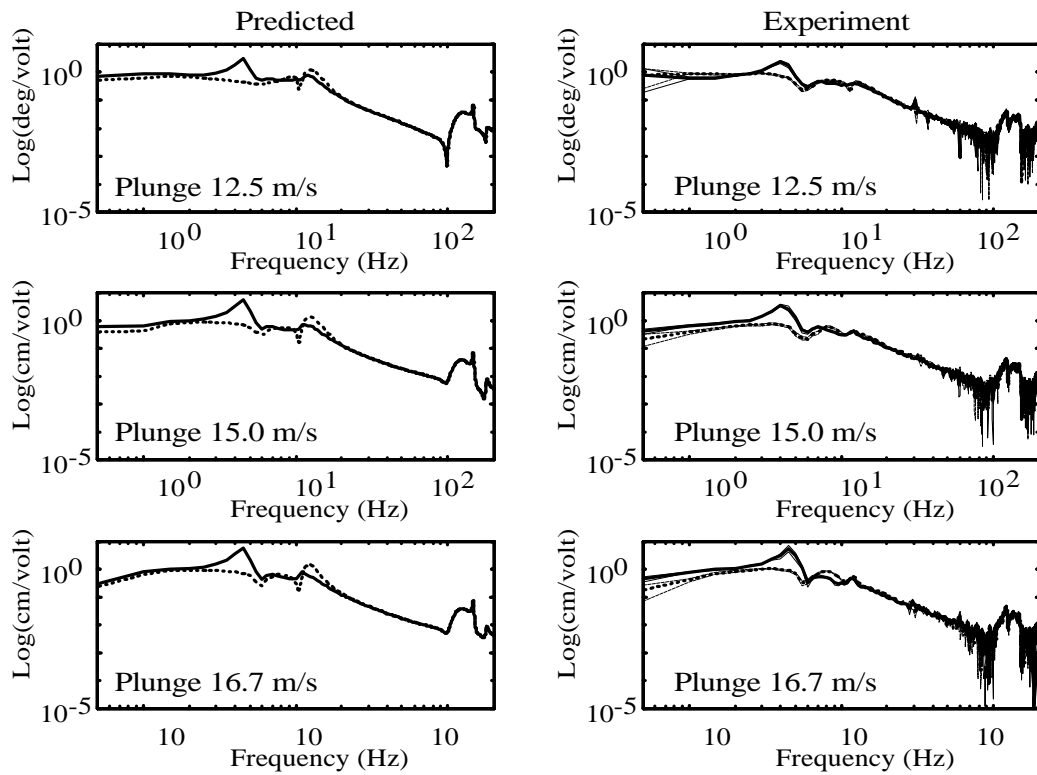 Predicted
Log(deg/volt)
10^0
10^-5
Plunge 12.5 m/s
10^0 10^1 10^2
Frequency (Hz)
Experiment
Log(deg/volt)
10^0
10^-5
Plunge 12.5 m/s
10^0 10^1 10^2
Frequency (Hz)
Log(cm/volt)
10^0
10^-5
Plunge 15.0 m/s
10^0 10^1 10^2
Frequency (Hz)
Log(cm/volt)
10^0
10^-5
Plunge 15.0 m/s
10^0 10^1 10^2
Frequency (Hz)
Log(cm/volt)
10^0
10^-5
Plunge 16.7 m/s
10 10 10
Frequency (Hz)
Log(cm/volt)
10^0
10^-5
Plunge 16.7 m/s
10 10 10
Frequency (Hz)